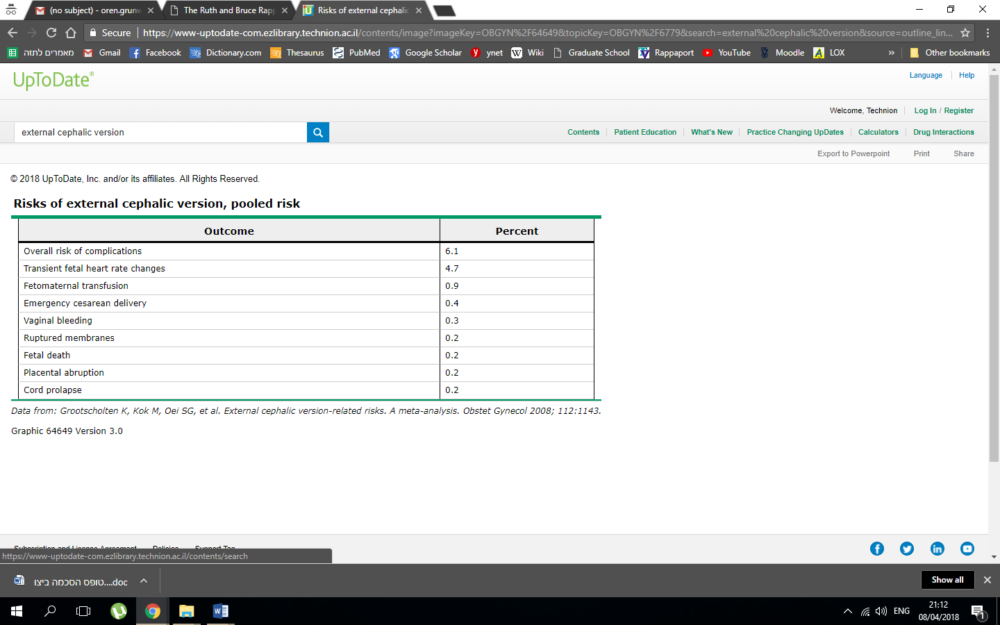 (no subject) - oren.grunw
The Ruth and Bruce Rapp
Risks of external cephalic
Secure
https://www-uptodate-com.ezlibrary.technion.ac.il/contents/image?imageKey=OBGYN%2F64649&topicKey=OBGYN%2F6779&search=external%20cephalic%20version&source=outline_lin...
מאמרים לתזה Gmail Facebook Dictionary.com Thesaurus PubMed Google Scholar ynet Wiki Graduate School Rappaport YouTube Moodle LOX » Other bookmarks
UpToDate®
Language Help
Welcome, Technion Log In / Register
external cephalic version
Contents Patient Education What's New Practice Changing UpDates Calculators Drug Interactions
Export to Powerpoint Print Share
© 2018 UpToDate, Inc. and/or its affiliates. All Rights Reserved.
Risks of external cephalic version, pooled risk
Outcome Percent
Overall risk of complications 6.1
Transient fetal heart rate changes 4.7
Fetomaternal transfusion 0.9
Emergency cesarean delivery 0.4
Vaginal bleeding 0.3
Ruptured membranes 0.2
Fetal death 0.2
Placental abruption 0.2
Cord prolapse 0.2
Data from: Grootscholten K, Kok M, Oei SG, et al. External cephalic version-related risks. A meta-analysis. Obstet Gynecol 2008; 112:1143.
Graphic 64649 Version 3.0
Subscription and License Agreement Policies Support Tag
https://www-uptodate-com.ezlibrary.technion.ac.il/contents/search
טופס הסכמה ביצו....doc
Show all
ENG
21:12
08/04/2018
1